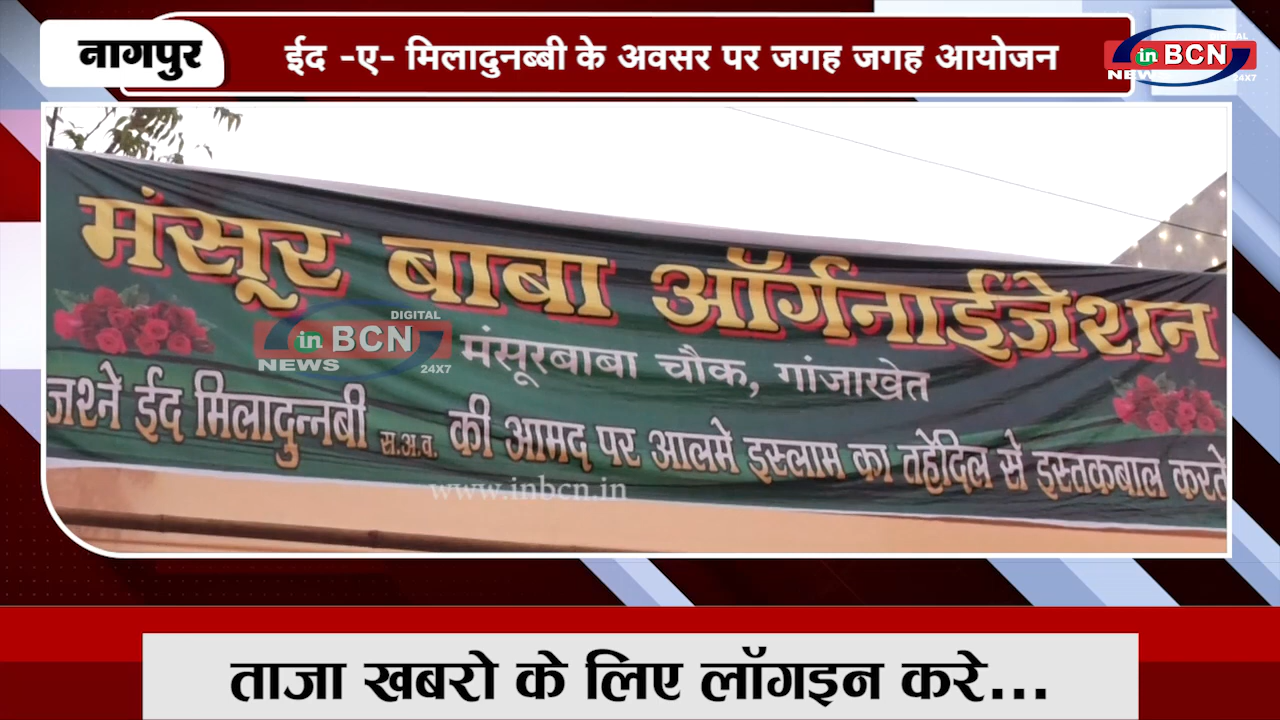 नागपुर
ईद -ए- मिलादुनब्बी के अवसर पर जगह जगह आयोजन
DIGITAL
in BCN
NEWS 24X7
मंसूर बाबा ऑर्गनाईजेशन
DIGITAL
in BCN
NEWS 24X7
मंसूरबाबा चौक, गांजाखेत
जश्ने ईद मिलादुन्नबी स.अ.व. की आमद पर आलमे इस्लाम का तहेदिल से इस्तकबाल करते
www.inbcn.in
ताजा खबरो के लिए लॉगइन करे...